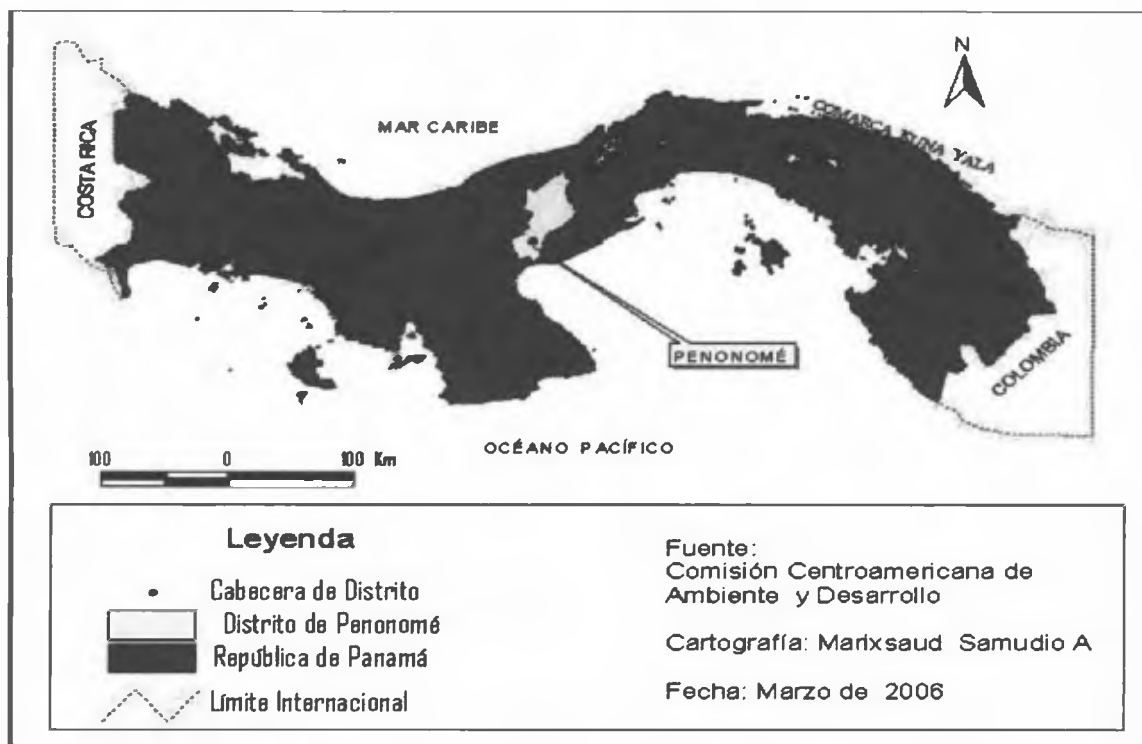 N
MAR CARIBE
COMARCA KUNA YALA
COSTA RICA
PENONOMÉ
COLOMBIA
OCÉANO PACÍFICO
100 0 100 Km
Leyenda
Cabecera de Distrito
Distrito de Penonomé
República de Panamá
Límite Internacional
Fuente:
Comisión Centroamericana de
Ambiente y Desarrollo
Cartografía: Marixsaud Samudio A
Fecha: Marzo de 2006